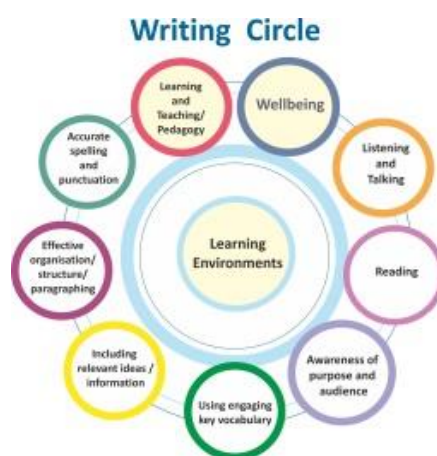 Writing Circle
Learning
and
Teaching/
Pedagogy
Wellbeing
Listening
and
Talking
Reading
Awareness of
purpose and
audience
Using engaging
key vocabulary
Including
relevant ideas /
information
Effective
organisation/
structure/
paragraphing
Accurate
spelling
and
punctuation
Learning
Environments